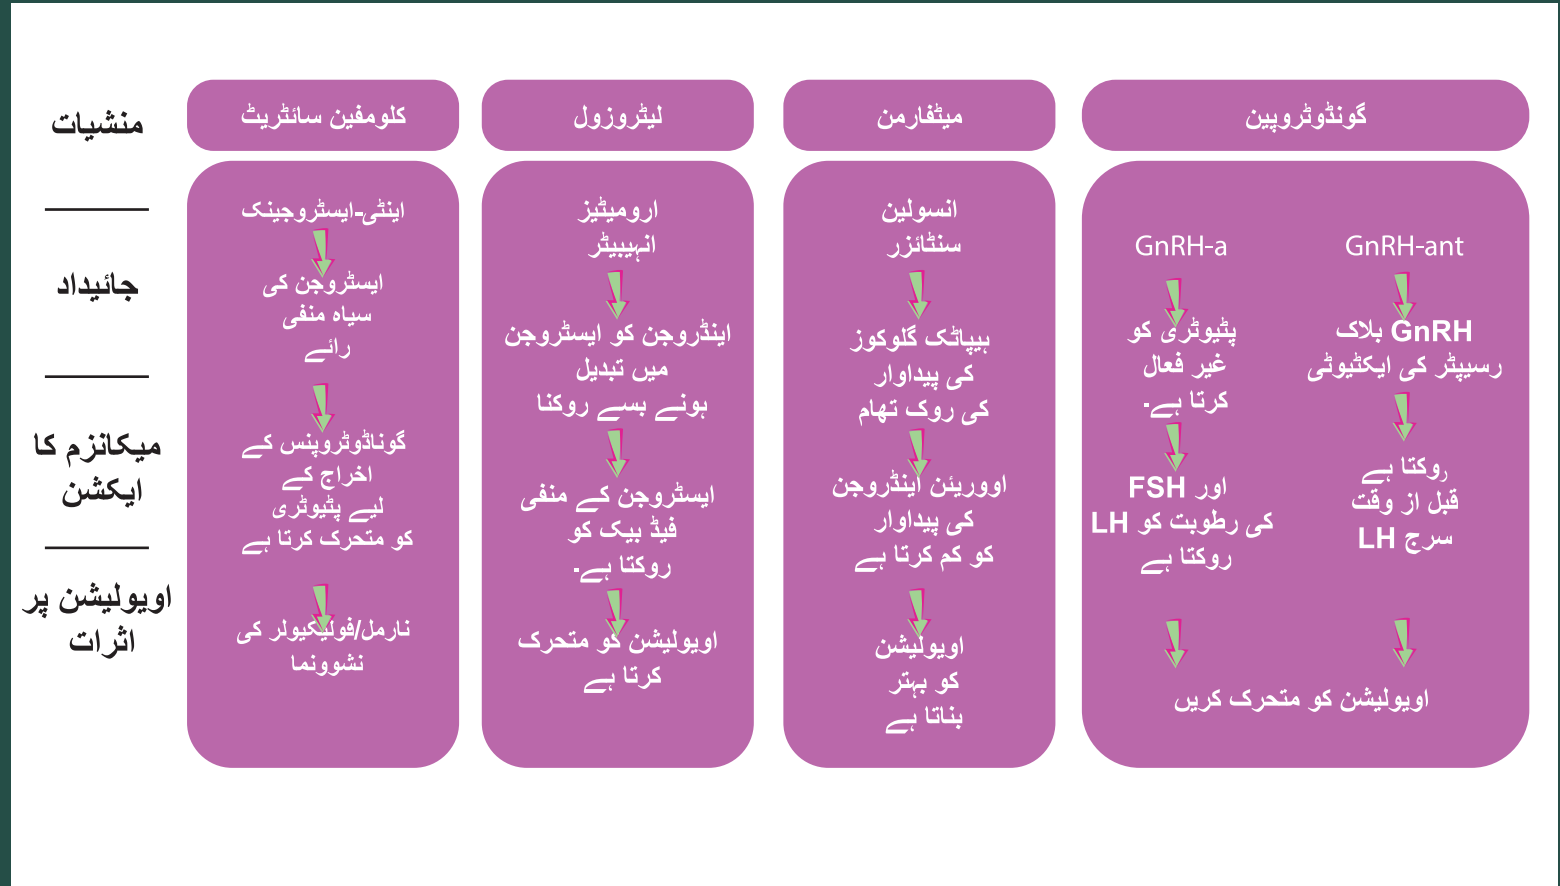 منشیات
جائیداد
میکانزم کا
ایکشن
اویولیشن پر
اثرات
کلومفین سائٹریٹ
اینٹی-ایسٹروجینک
ایسٹروجن کی
سیاہ منفی
رائے
گوناڈوٹروپنس کے
اخراج کے
لیے پٹیوٹری
کو متحرک کرتا ہے
نارمل/فولیکیولر کی
نشوونما
لیٹروزول
ارومیٹیز
انہیبیٹر
اینڈروجن کو ایسٹروجن
میں تبدیل
ہونے بسے روکنا
ایسٹروجن کے منفی
فیڈ بیک کو
روکتا ہے۔
اویولیشن کو متحرک
کرتا ہے
میٹفارمن
انسولین
سنٹائزر
ہیپاٹک گلوکوز
کی پیداوار
کی روک تھام
اووریئن اینڈروجن
کی پیداوار
کو کم کرتا ہے
اویولیشن
کو بہتر
بناتا ہے
گونڈوٹروپین
GnRH-a
پٹیوٹری کو
غیر فعال
کرتا ہے۔
اور FSH
کی رطوبت کو LH
روکتا ہے
GnRH-ant
GnRH بلاک
رسیپٹر کی ایکٹیوٹی
روکتا ہے
قبل از وقت
سرج LH
اویولیشن کو متحرک کریں